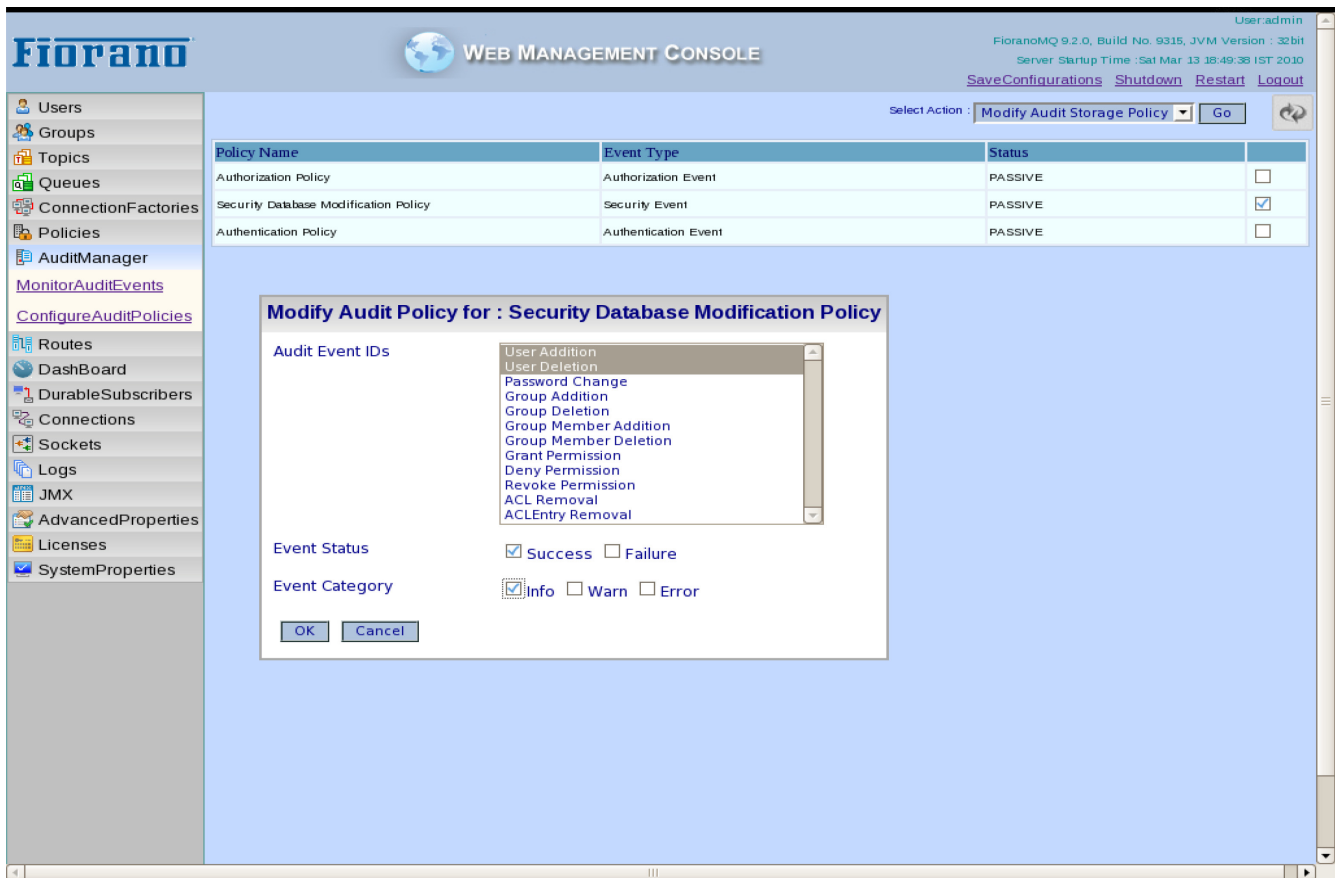 User:admin
Fiorano
WEB MANAGEMENT CONSOLE
FioranoMQ 9.2.0, Build No. 9315, JVM Version : 32bit
Server Startup Time :Sat Mar 13 18:49:38 IST 2010
SaveConfigurations Shutdown Restart Logout
Users
Groups
Topics
Queues
ConnectionFactories
Policies
AuditManager
MonitorAuditEvents
ConfigureAuditPolicies
Routes
DashBoard
DurableSubscribers
Connections
Sockets
Logs
JMX
AdvancedProperties
Licenses
SystemProperties
Select Action : Modify Audit Storage Policy Go
Policy Name Event Type Status
Authorization Policy Authorization Event PASSIVE
Security Database Modification Policy Security Event PASSIVE
Authentication Policy Authentication Event PASSIVE
Modify Audit Policy for : Security Database Modification Policy
Audit Event IDs
User Addition
User Deletion
Password Change
Group Addition
Group Deletion
Group Member Addition
Group Member Deletion
Grant Permission
Deny Permission
Revoke Permission
ACL Removal
ACLEntry Removal
Event Status Success Failure
Event Category Info Warn Error
OK Cancel